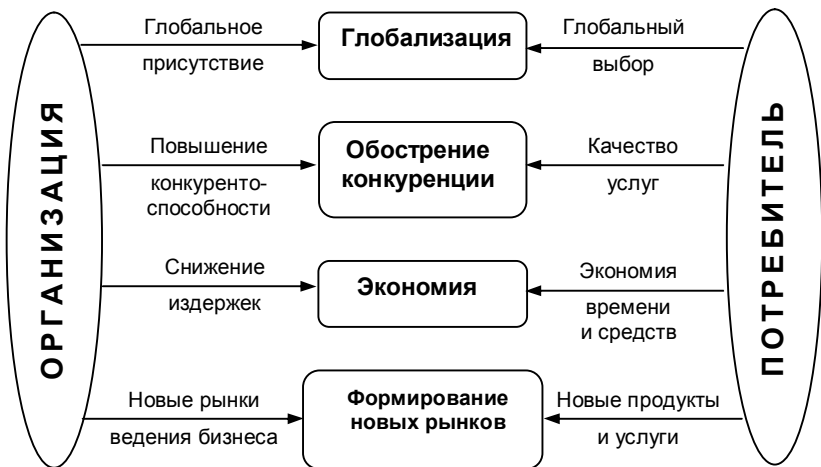 ОРГАНИЗАЦИЯ
Глобальное
присутствие
Глобализация
Глобальный
выбор
Повышение
конкуренто-
способности
Обострение
конкуренции
Качество
услуг
Снижение
издержек
Экономия
Экономия
времени
и средств
Новые рынки
ведения бизнеса
Формирование
новых рынков
Новые продукты
и услуги
ПОТРЕБИТЕЛЬ